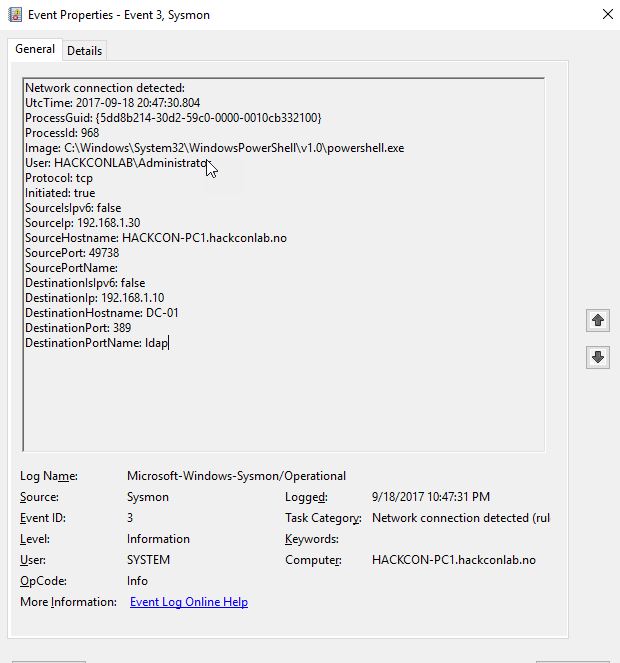 Event Properties - Event 3, Sysmon
General Details
Network connection detected:
UtcTime: 2017-09-18 20:47:30.804
ProcessGuid: {5dd8b214-30d2-59c0-0000-0010cb332100}
ProcessId: 968
Image: C:\Windows\System32\WindowsPowerShell\v1.0\powershell.exe
User: HACKCONLAB\Administrator
Protocol: tcp
Initiated: true
SourceIsIpv6: false
SourceIp: 192.168.1.30
SourceHostname: HACKCON-PC1.hackconlab.no
SourcePort: 49738
SourcePortName:
DestinationIsIpv6: false
DestinationIp: 192.168.1.10
DestinationHostname: DC-01
DestinationPort: 389
DestinationPortName: ldap
Log Name: Microsoft-Windows-Sysmon/Operational
Source: Sysmon Logged: 9/18/2017 10:47:31 PM
Event ID: 3 Task Category: Network connection detected (rul
Level: Information Keywords:
User: SYSTEM Computer: HACKCON-PC1.hackconlab.no
OpCode: Info
More Information: Event Log Online Help